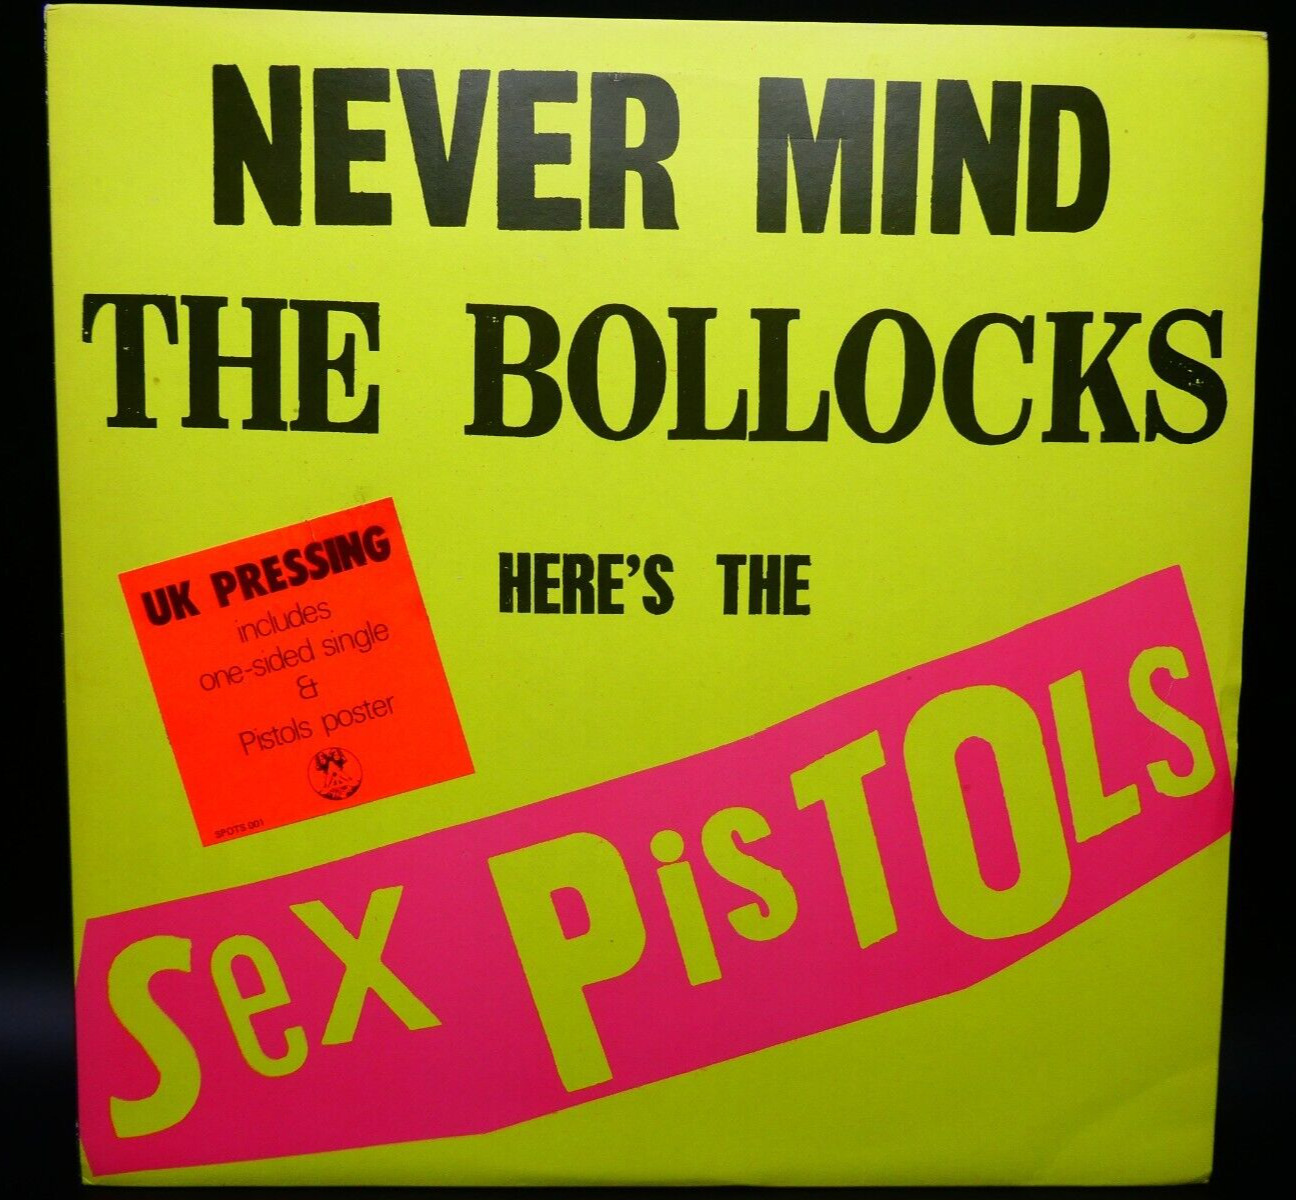 NEVER MIND
THE BOLLOCKS
HERE'S THE
SeX PiSTOLS
UK PRESSING
includes
one-sided single
&
Pistols poster
SPOTS 001